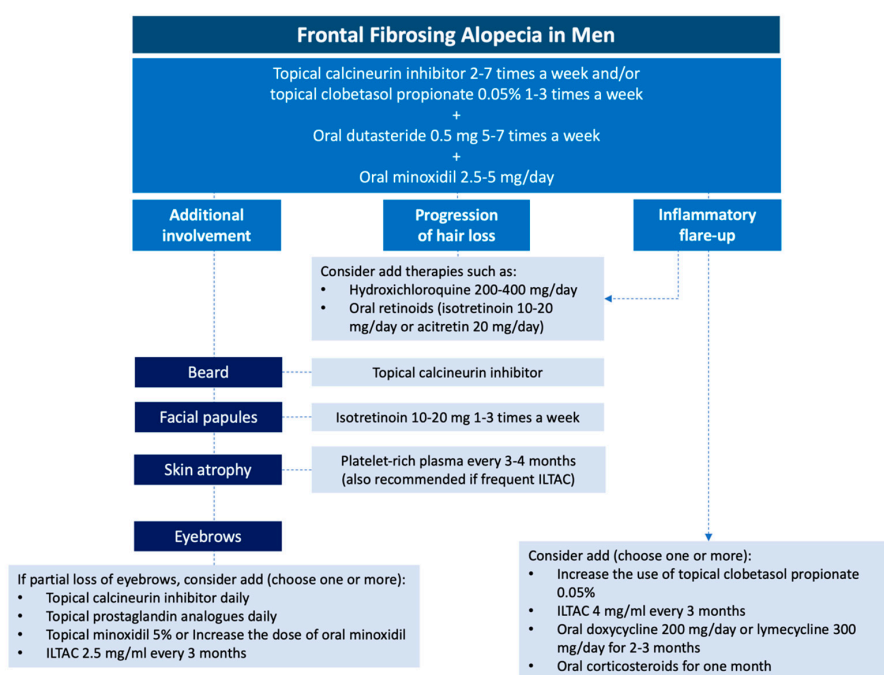 Frontal Fibrosing Alopecia in Men
Topical calcineurin inhibitor 2-7 times a week and/or
topical clobetasol propionate 0.05% 1-3 times a week
+
Oral dutasteride 0.5 mg 5-7 times a week
+
Oral minoxidil 2.5-5 mg/day
Additional
involvement
Progression
of hair loss
Inflammatory
flare-up
Consider add therapies such as:
• Hydroxichloroquine 200-400 mg/day
• Oral retinoids (isotretinoin 10-20
mg/day or acitretin 20 mg/day)
Beard
Topical calcineurin inhibitor
Facial papules
Isotretinoin 10-20 mg 1-3 times a week
Skin atrophy
Platelet-rich plasma every 3-4 months
(also recommended if frequent ILTAC)
Eyebrows
If partial loss of eyebrows, consider add (choose one or more):
• Topical calcineurin inhibitor daily
• Topical prostaglandin analogues daily
• Topical minoxidil 5% or Increase the dose of oral minoxidil
• ILTAC 2.5 mg/ml every 3 months
Consider add (choose one or more):
• Increase the use of topical clobetasol propionate
0.05%
• ILTAC 4 mg/ml every 3 months
• Oral doxycycline 200 mg/day or lymecycline 300
mg/day for 2-3 months
• Oral corticosteroids for one month